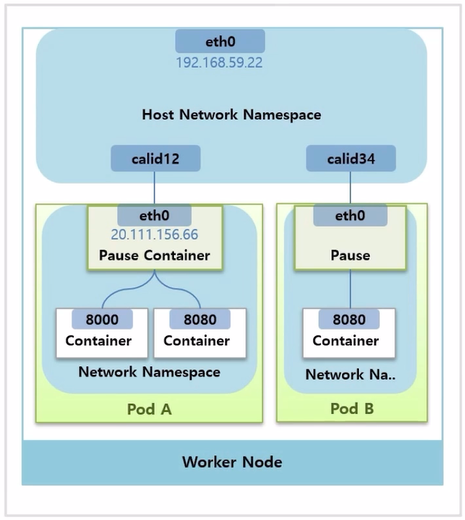 eth0
192.168.59.22
Host Network Namespace
calid12
calid34
eth0
20.111.156.66
Pause Container
8000
Container
8080
Container
Network Namespace
Pod A
eth0
Pause
8080
Container
Network Na..
Pod B
Worker Node